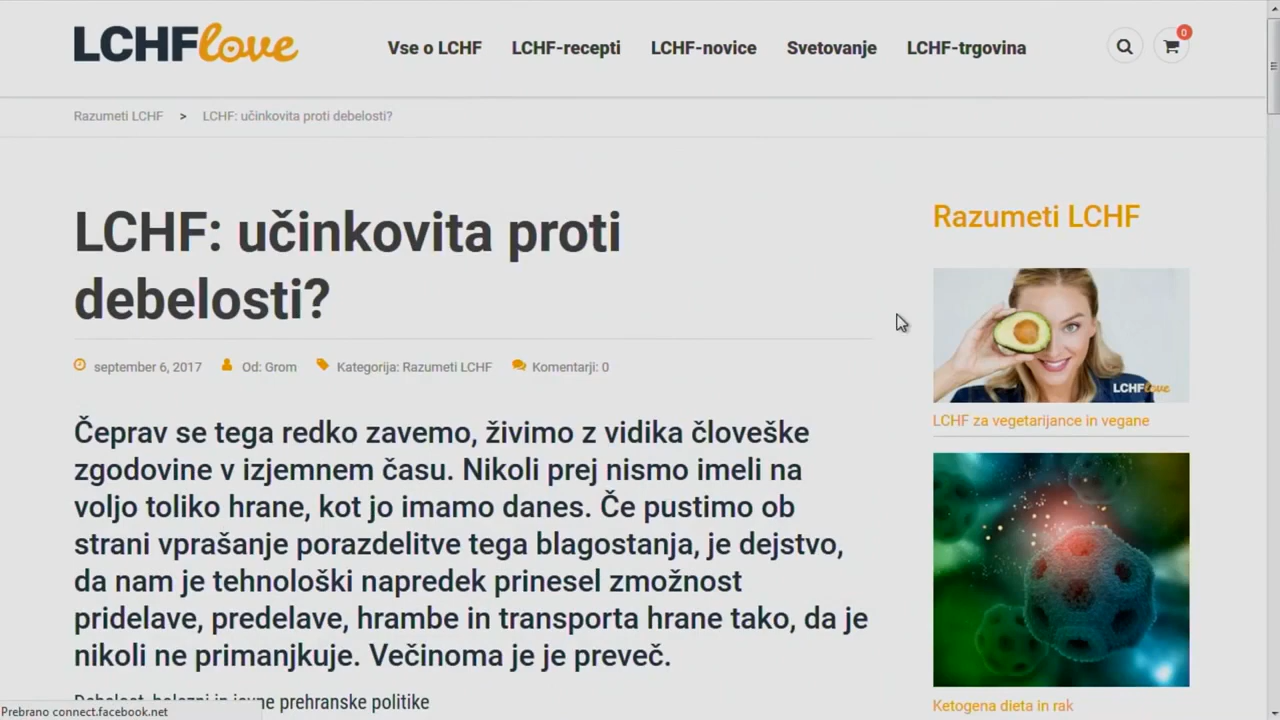 LCHFlove
Vse o LCHF LCHF-recepti LCHF-novice Svetovanje LCHF-trgovina
0
Razumeti LCHF > LCHF: učinkovita proti debelosti?
LCHF: učinkovita proti
debelosti?
september 6, 2017 Od: Grom Kategorija: Razumeti LCHF Komentarji: 0
Čeprav se tega redko zavemo, živimo z vidika človeške
zgodovine v izjemnem času. Nikoli prej nismo imeli na
voljo toliko hrane, kot jo imamo danes. Če pustimo ob
strani vprašanje porazdelitve tega blagostanja, je dejstvo,
da nam je tehnološki napredek prinesel zmožnost
pridelave, predelave, hrambe in transporta hrane tako, da je
nikoli ne primanjkuje. Večinoma je je preveč.
Debelost, bolezni in javne prehranske politike
Prebrano connect.facebook.net
Razumeti LCHF
LCHFlove
LCHF za vegetarijance in vegane
Ketogena dieta in rak